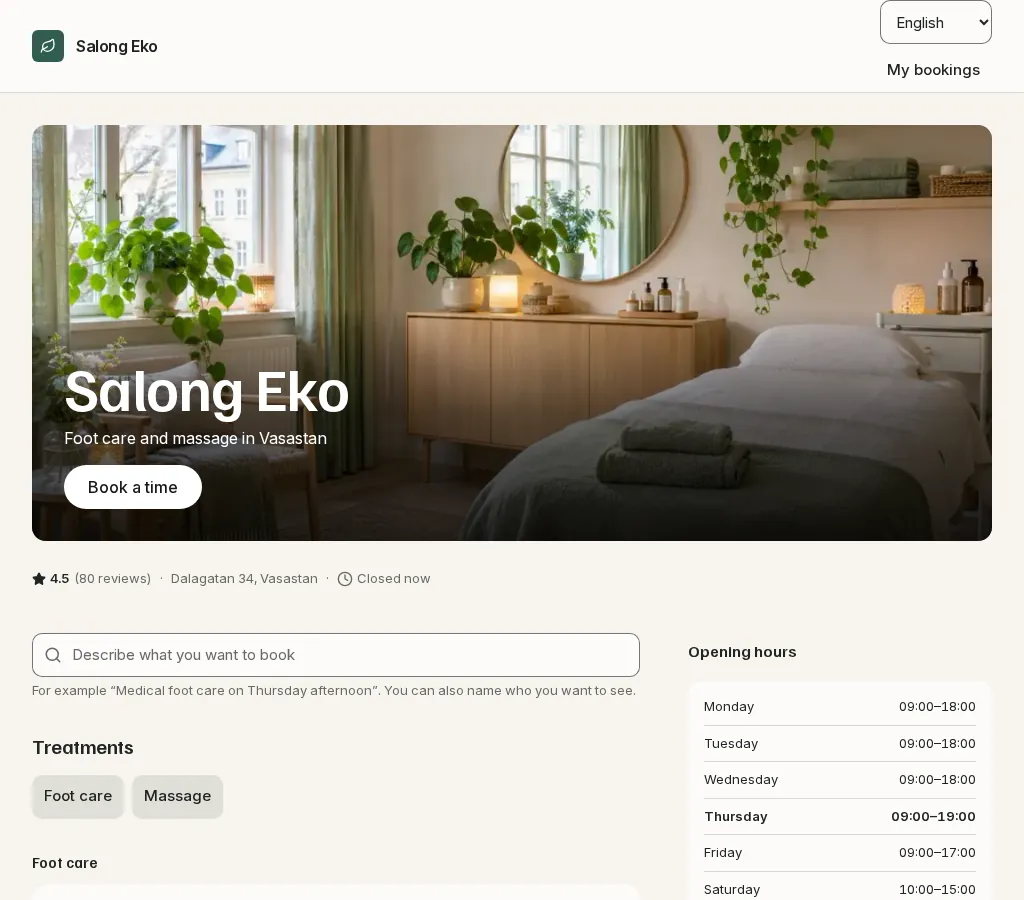 Salong Eko
English
My bookings
Salong Eko
Foot care and massage in Vasastan
Book a time
4.5 (80 reviews) · Dalagatan 34, Vasastan · Closed now
Describe what you want to book
For example “Medical foot care on Thursday afternoon”. You can also name who you want to see.
Treatments
Foot care
Massage
Foot care
Opening hours
Monday 09:00–18:00
Tuesday 09:00–18:00
Wednesday 09:00–18:00
Thursday 09:00–19:00
Friday 09:00–17:00
Saturday 10:00–15:00